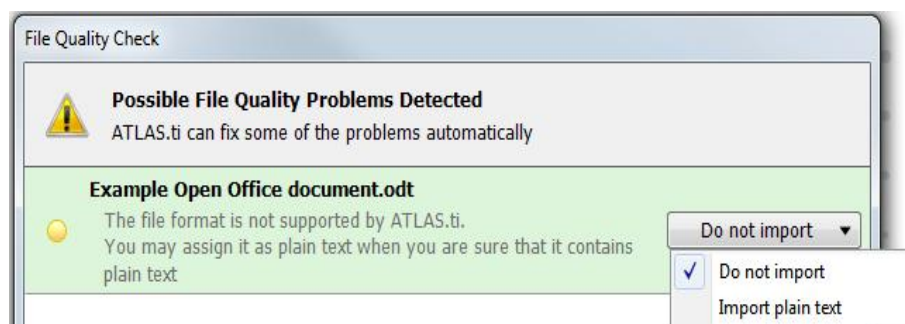 File Quality Check
Possible File Quality Problems Detected
ATLAS.ti can fix some of the problems automatically
Example Open Office document.odt
The file format is not supported by ATLAS.ti.
You may assign it as plain text when you are sure that it contains
plain text
Do not import
Do not import
Import plain text